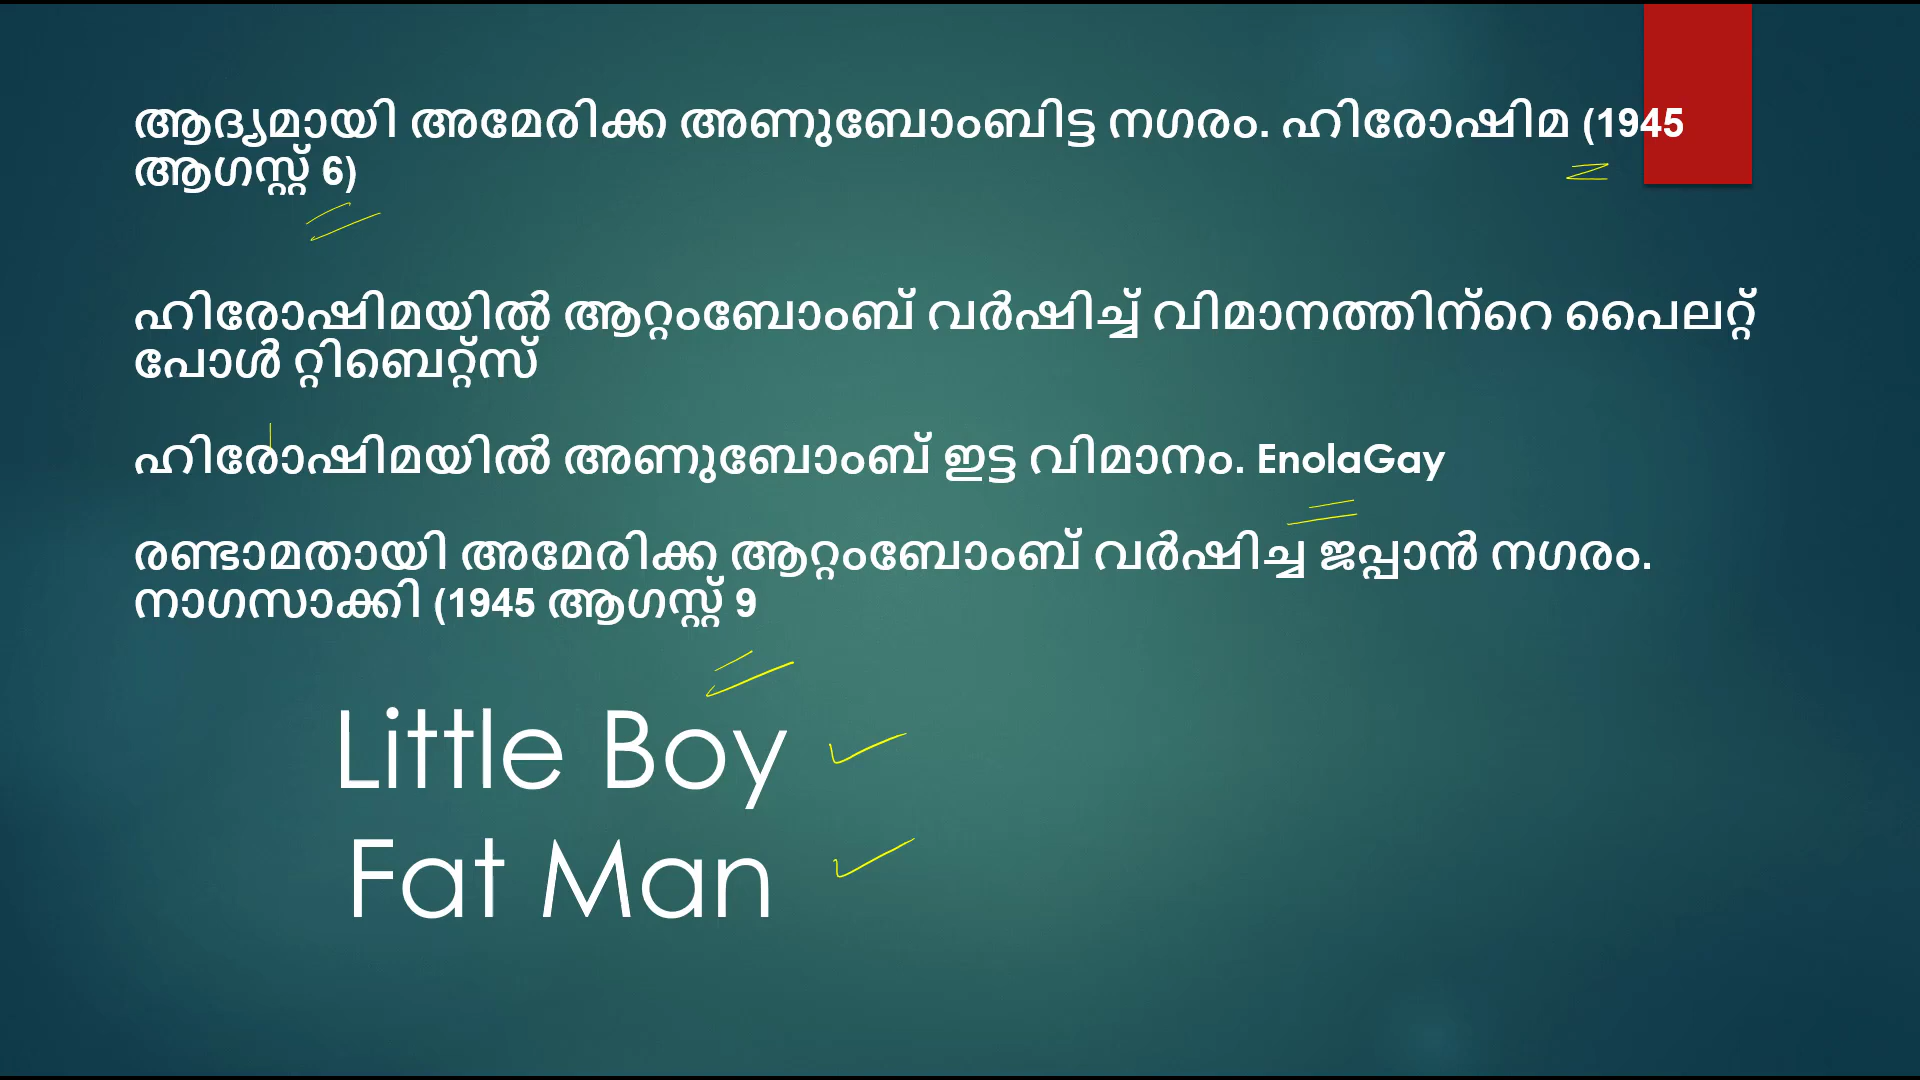 ആദ്യമായി അമേരിക്ക അണുബോംബിട്ട നഗരം. ഹിരോഷിമ (1945
ആഗസ്റ്റ് 6)
ഹിരോഷിമയിൽ ആറ്റംബോംബ് വർഷിച്ച് വിമാനത്തിന്റെ പൈലറ്റ്
പോൾ റ്റിബെറ്റ്സ്
ഹിരോഷിമയിൽ അണുബോംബ് ഇട്ട വിമാനം. EnolaGay
രണ്ടാമതായി അമേരിക്ക ആറ്റംബോംബ് വർഷിച്ച ജപ്പാൻ നഗരം.
നാഗസാക്കി (1945 ആഗസ്റ്റ് 9
Little Boy
Fat Man